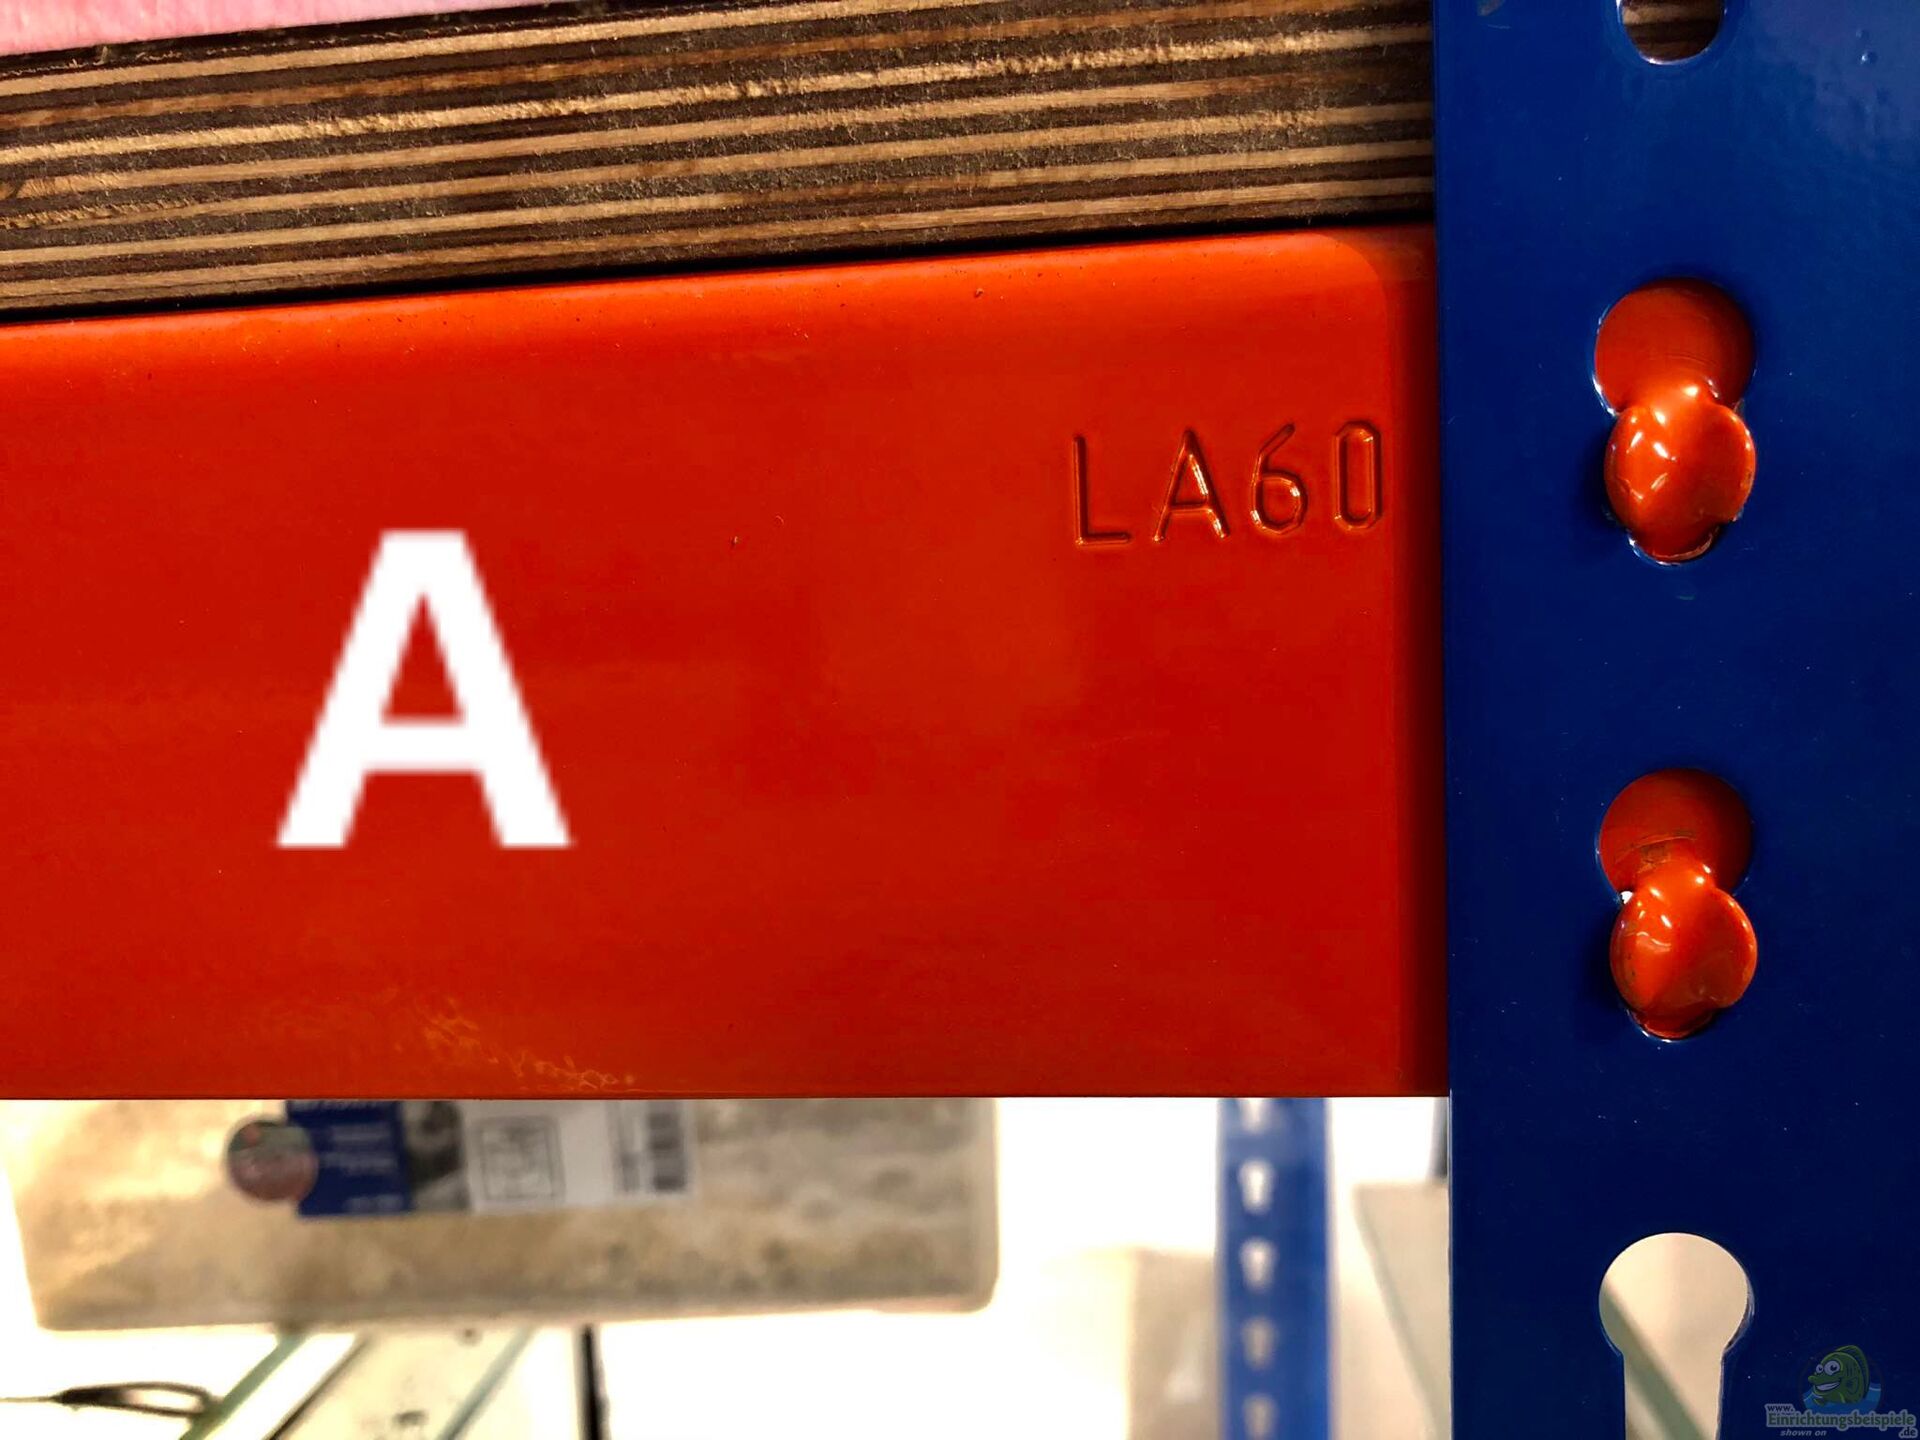 LA60
A
www.
Einrichtungsbeispiele
.de
shown on